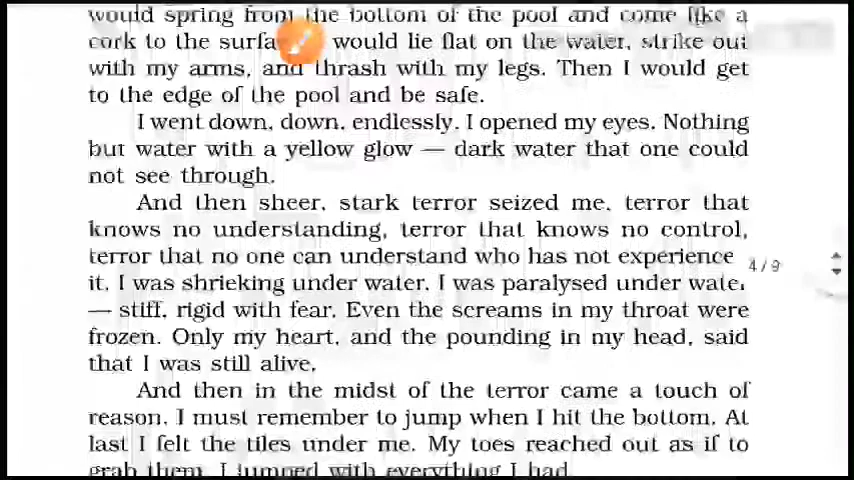 would spring from the bottom of the pool and come like a
cork to the surfa would lie flat on the water, strike out
with my arms, and thrash with my legs. Then I would get
to the edge of the pool and be safe.
I went down, down, endlessly. I opened my eyes. Nothing
but water with a yellow glow — dark water that one could
not see through.
And then sheer, stark terror seized me, terror that
knows no understanding, terror that knows no control,
terror that no one can understand who has not experience
it. I was shrieking under water. I was paralysed under water
— stiff, rigid with fear. Even the screams in my throat were
frozen. Only my heart, and the pounding in my head, said
that I was still alive.
And then in the midst of the terror came a touch of
reason. I must remember to jump when I hit the bottom. At
last I felt the tiles under me. My toes reached out as if to
grab them. I jumped with everything I had.
4/9